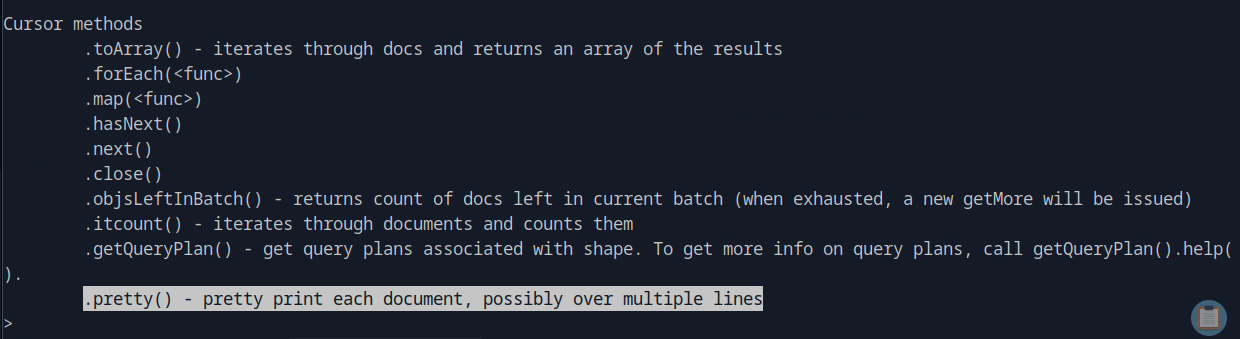 Cursor methods
.toArray() - iterates through docs and returns an array of the results
.forEach(<func>)
.map(<func>)
.hasNext()
.next()
.close()
.objsLeftInBatch() - returns count of docs left in current batch (when exhausted, a new getMore will be issued)
.itcount() - iterates through documents and counts them
.getQueryPlan() - get query plans associated with shape. To get more info on query plans, call getQueryPlan().help(
).
.pretty() - pretty print each document, possibly over multiple lines
>